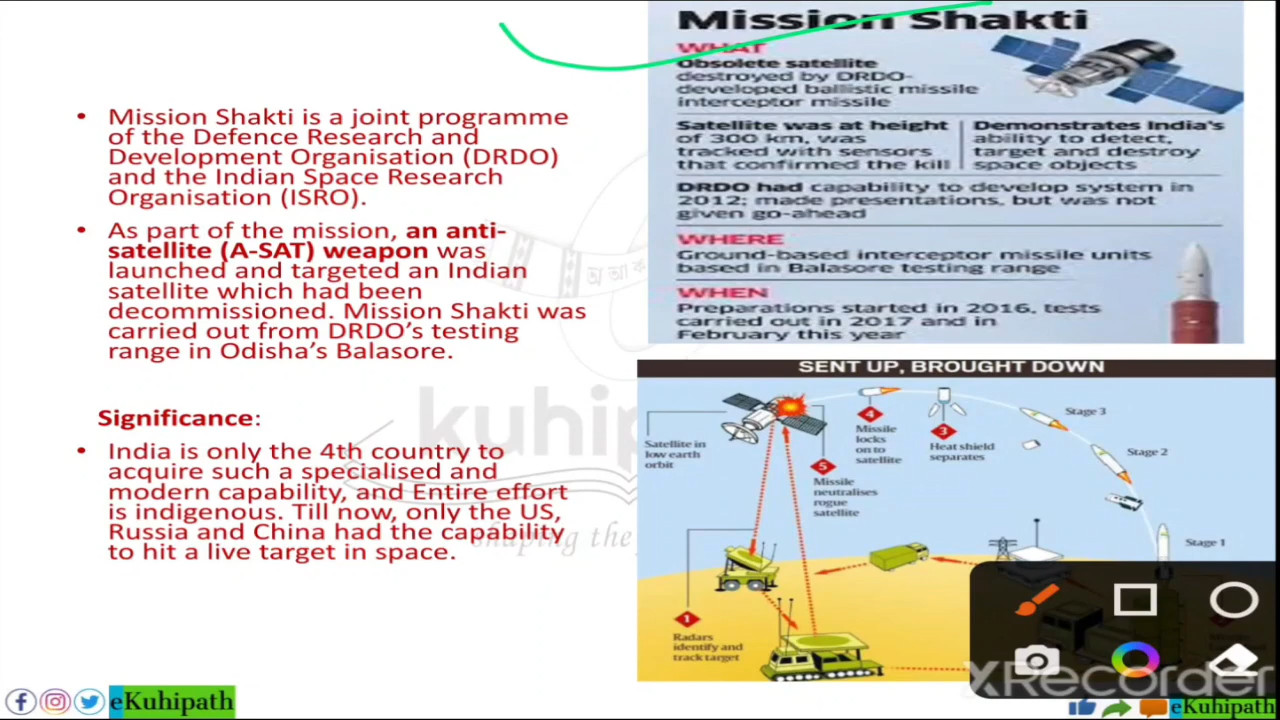 Mission Shakti
WHAT
Obsolete satellite
destroyed by DRDO-
developed ballistic missile
interceptor missile
Satellite was at height
of 300 km, was
tracked with sensors
that confirmed the kill
Demonstrates India's
ability to detect,
target and destroy
space objects
DRDO had capability to develop system in
2012; made presentations, but was not
given go-ahead
WHERE
Ground-based interceptor missile units
based in Balasore testing range
WHEN
Preparations started in 2016, tests
carried out in 2017 and in
February this year
• Mission Shakti is a joint programme
of the Defence Research and
Development Organisation (DRDO)
and the Indian Space Research
Organisation (ISRO).
• As part of the mission, an anti-
satellite (A-SAT) weapon was
launched and targeted an Indian
satellite which had been
decommissioned. Mission Shakti was
carried out from DRDO's testing
range in Odisha's Balasore.
Significance:
• India is only the 4th country to
acquire such a specialised and
modern capability, and Entire effort
is indigenous. Till now, only the US,
Russia and China had the capability
to hit a live target in space.
SENT UP, BROUGHT DOWN
Satellite in
low earth
orbit
5
Missile
neutralises
rogue
satellite
4
Missile
locks
on to
satellite
3
Heat shield
separates
Stage 3
Stage 2
Stage 1
1
Radars
identify and
track target
kuhipath
shaping the
অ আ ক
XRecorder
eKuhipath
eKuhipath